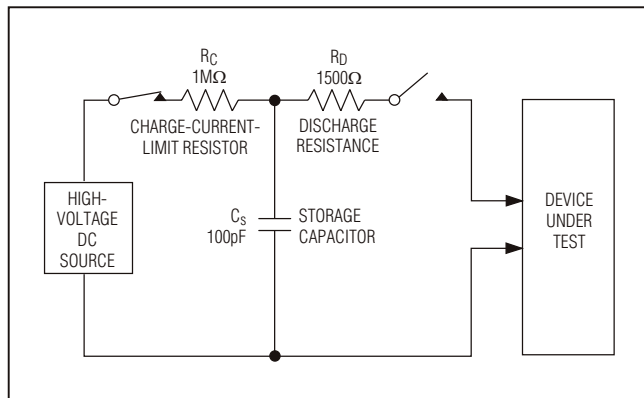 RC
1MΩ
CHARGE-CURRENT-
LIMIT RESISTOR
RD
1500Ω
DISCHARGE
RESISTANCE
HIGH-
VOLTAGE
DC
SOURCE
Cs
100pF
STORAGE
CAPACITOR
DEVICE
UNDER
TEST